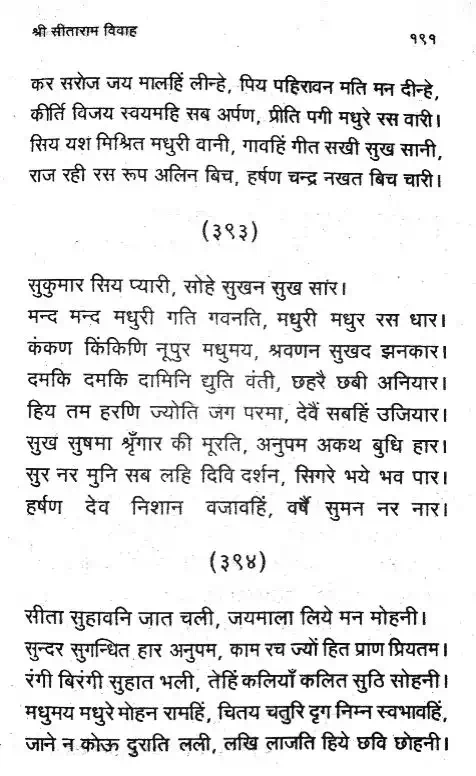 श्री सीताराम विवाह
१९१
कर सरोज जय मालहिं लीन्हे, पिय पहिरावन मति मन दीन्हे,
कीर्ति विजय स्वयमहि सब अर्पण, प्रीति पगी मधुरे रस वारी।
सिय यश मिश्रित मधुरी वानी, गावहिं गीत सखी सुख सानी,
राज रही रस रूप अलिन बिच, हर्षण चन्द्र नखत बिच चारी।
(३९३)
सुकुमार सिय प्यारी, सोहे सुखन सुख सार।
मन्द मन्द मधुरी गति गवनति, मधुरी मधुर रस धार।
कंकण किंकिणि नूपुर मधुमय, श्रवणन सुखद झनकार।
दमकि दमकि दामिनि द्युति वंती, छहरै छबी अनियार।
हिय तम हरणि ज्योति जग परमा, देवैं सबहिं उजियार।
सुख सुषमा श्रृँगार की मूरति, अनुपम अकथ बुधि हार।
सुर नर मुनि सब लहि दिवि दर्शन, सिगरे भये भव पार।
हर्षण देव निशान वजावहिं, वर्षैं सुमन नर नार।
(३९४)
सीता सुहावनि जात चली, जयमाला लिये मन मोहनी।
सुन्दर सुगन्धित हार अनुपम, काम रच ज्यों हित प्राण प्रियतम।
रंगी बिरंगी सुहात भली, तेहिं कलियाँ कलित सुठि सोहनी।
मधुमय मधुरे मोहन रामहिं, चितय चतुरि दृग निम्न स्वभावहिं,
जाने न कोऊ दुराति लली, लखि लाजति हिये छवि छोहनी।